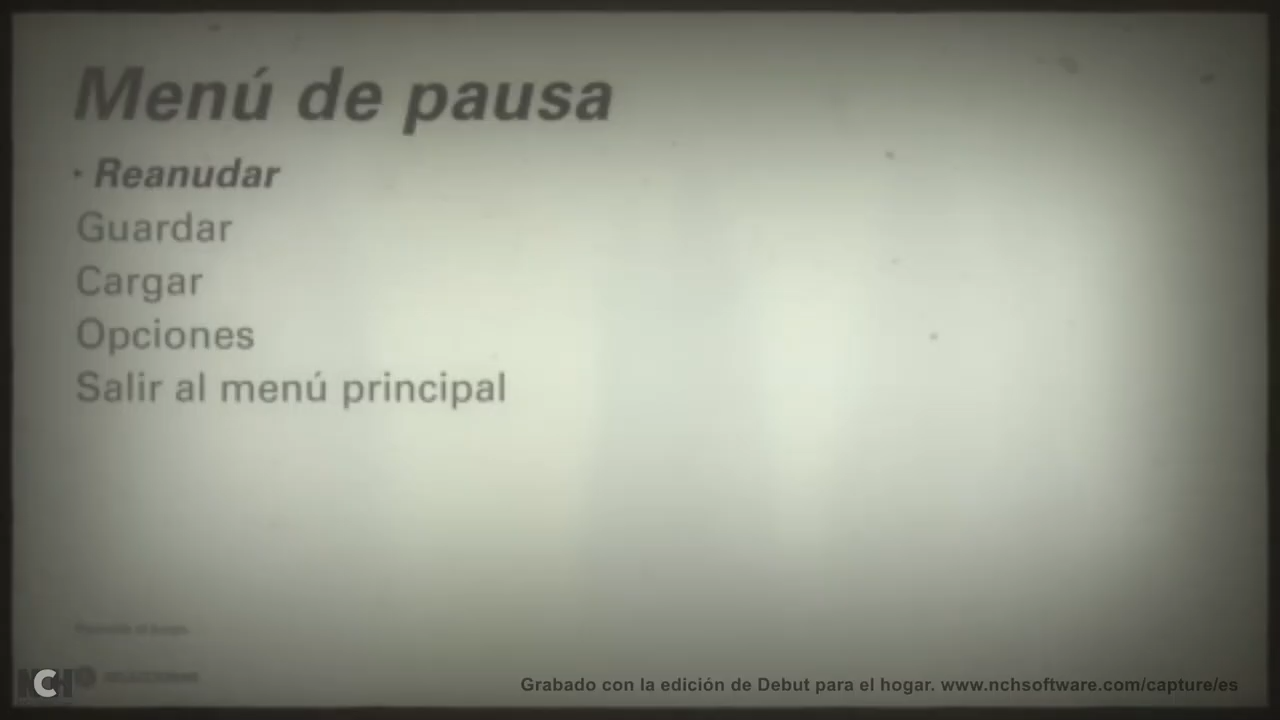 Menú de pausa
· Reanudar
Guardar
Cargar
Opciones
Salir al menú principal
NCH
Grabado con la edición de Debut para el hogar. www.nchsoftware.com/capture/es